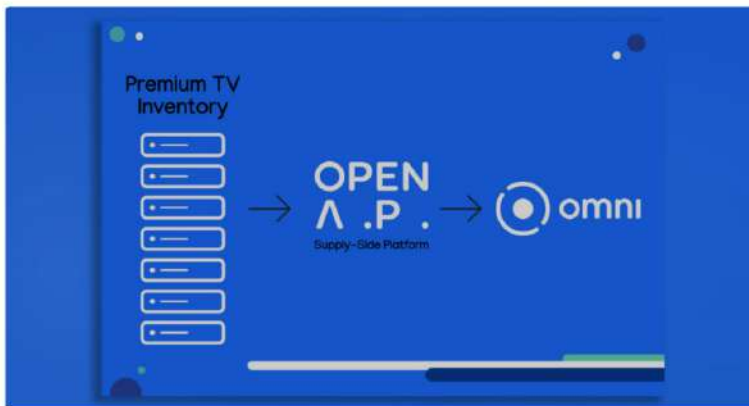 Premium TV
Inventory
OPEN
Λ .P .
Supply-Side Platform
omni